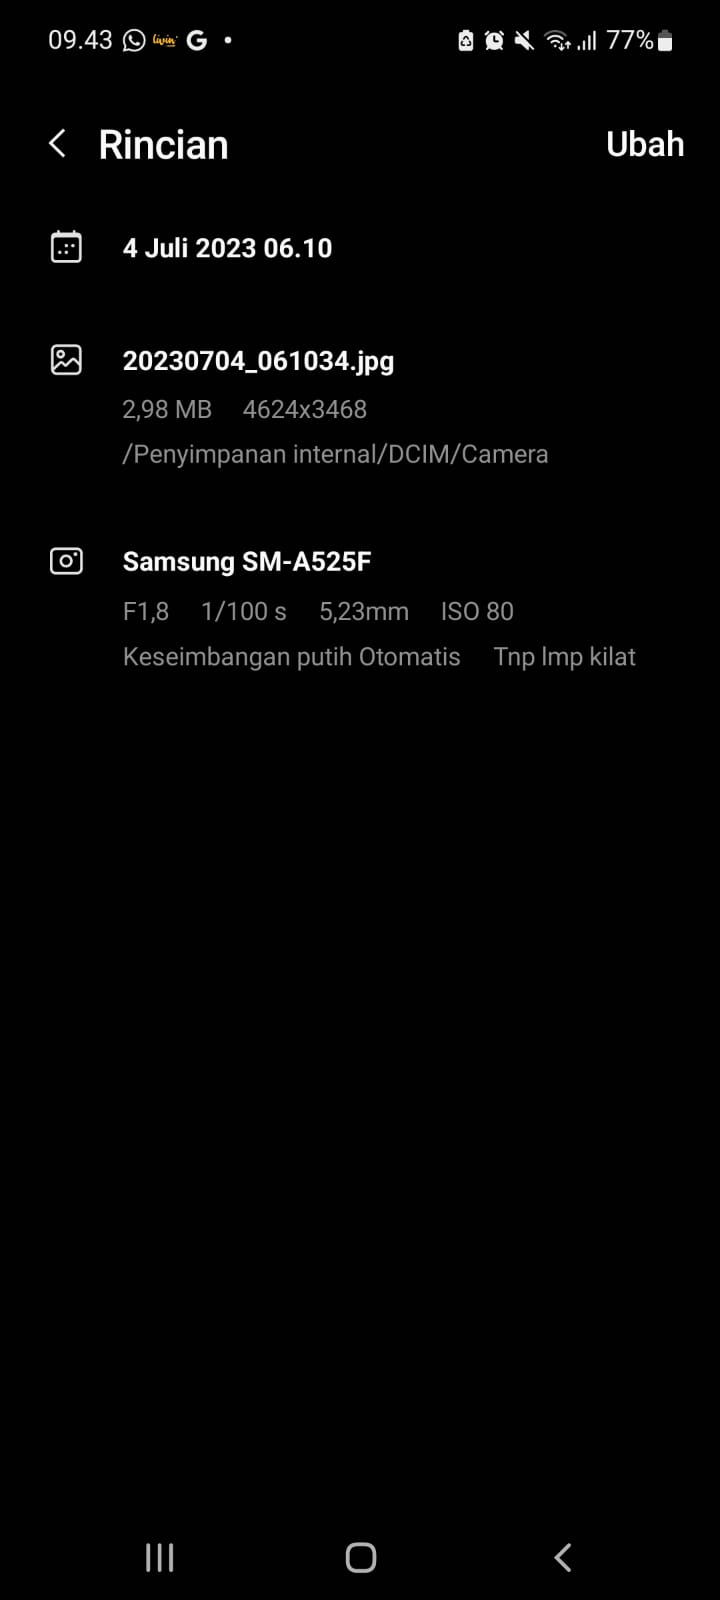 09.43 livin' G 77%
Rincian Ubah
4 Juli 2023 06.10
20230704_061034.jpg
2,98 MB 4624x3468
/Penyimpanan internal/DCIM/Camera
Samsung SM-A525F
F1,8 1/100 s 5,23mm ISO 80
Keseimbangan putih Otomatis Tnp lmp kilat